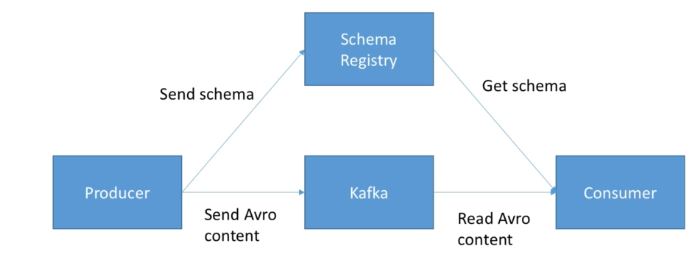 Schema
Registry
Send schema
Get schema
Producer
Kafka
Consumer
Send Avro
content
Read Avro
content